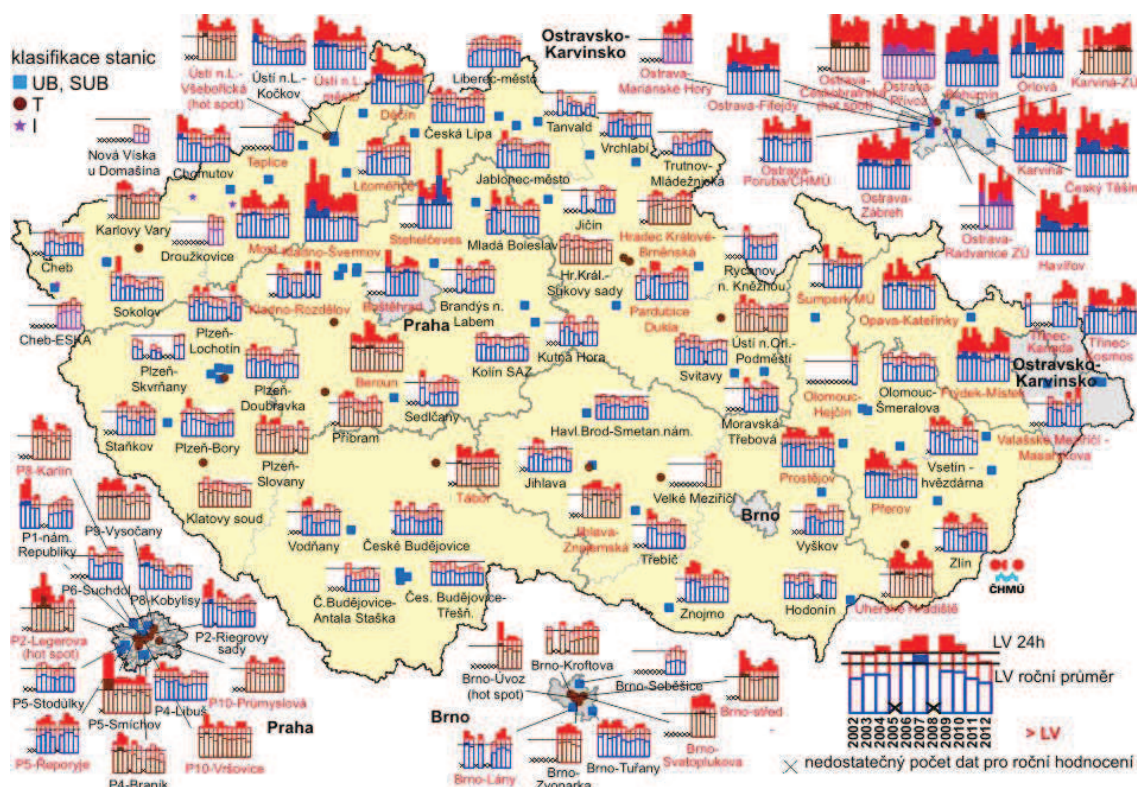 klasifikace stanic
UB, SUB
T
I
Ústí n.L.-
Všebořická
(hot spot)
Ústí n.L.-
Kočkov
Ústí n.L.-
město
Děčín
Liberec-město
Ostravsko-
Karvinsko
Ostrava-
Mariánské Hory
Ostrava-Fifejdy
Ostrava-
Českobratrská
(hot spot)
Ostrava-
Přívoz
Bohumín
Orlová
Karviná-ZÚ
Nová Víska
u Domašína
Chomutov
Teplice
Litoměřice
Česká Lípa
Jablonec-město
Tanvald
Vrchlabí
Trutnov-
Mládežnická
Ostrava-
Poruba/ČHMÚ
Ostrava-
Zábřeh
Karviná
Český Těšín
Ostrava-
Radvanice ZÚ
Havířov
Karlovy Vary
Droužkovice
Most
Kladno-Švermov
Stehelčeves
Mladá Boleslav
Jičín
Hradec Králové-
Brněnská
Cheb
Sokolov
Kladno-Rozdělov
Buštěhrad
Praha
Brandýs n.
Labem
Hr.Král.-
Sukovy sady
Pardubice
Dukla
Rychnov
n. Kněžnou
Šumperk MÚ
Opava-Kateřinky
Třinec-
Kanada
Třinec-
Kosmos
Ostravsko-
Karvinsko
Cheb-ESKA
Plzeň-
Lochotín
Plzeň-
Skvrňany
Plzeň-
Doubravka
Beroun
Kolín SAZ
Kutná Hora
Svitavy
Ústí n.Orl.-
Podměstí
Olomouc-
Hejčín
Olomouc-
Šmeralova
Frýdek-Místek
Staňkov
Plzeň-Bory
Plzeň-
Slovany
Příbram
Sedlčany
Havl.Brod-Smetan.nám.
Moravská
Třebová
Prostějov
Přerov
Vsetín -
hvězdárna
Valašské Meziříčí -
Masarykova
Klatovy soud
Tábor
Jihlava
Jihlava-
Znojemská
Velké Meziříčí
Brno
Vyškov
Zlín
Vodňany
České Budějovice
Č.Budějovice-
Antala Staška
Čes. Budějovice-
Třešň.
Třebíč
Znojmo
Hodonín
Uherské Hradiště
ČHMÚ
P8-Karlín
P1-nám.
Republiky
P9-Vysočany
P6-Suchdol
P8-Kobylisy
P2-Legerova
(hot spot)
P2-Riegrovy
sady
P5-Stodůlky
P5-Smíchov
P4-Libuš
P10-Průmyslová
Praha
P5-Řeporyje
P4-Braník
P10-Vršovice
Brno-Úvoz
(hot spot)
Brno-Kroftova
Brno-Soběšice
Brno-střed
Brno
Brno-Lány
Brno-
Zvonařka
Brno-Tuřany
Brno-
Svatoplukova
LV 24h
LV roční průměr
2002 2003 2004 2005 2006 2007 2008 2009 2010 2011 2012
> LV
nedostatečný počet dat pro roční hodnocení